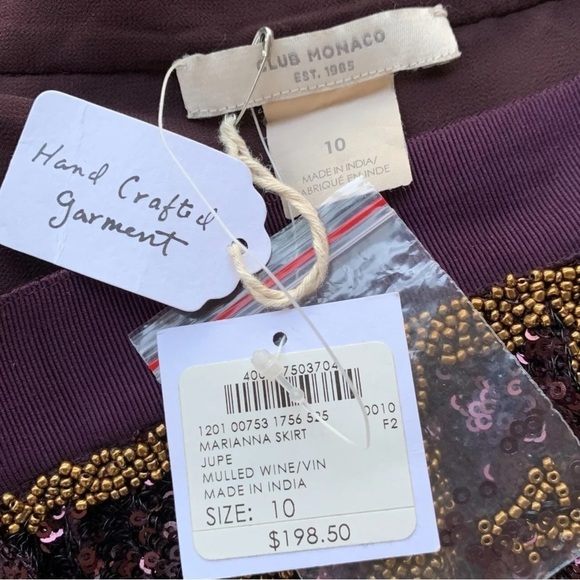 CLUB MONACO
EST. 1985
10
MADE IN INDIA/
FABRIQUÉ EN INDE
Hand Crafted
garment
1201 00753 1756 525
0010
MARIANNA SKIRT
F2
JUPE
MULLED WINE/VIN
MADE IN INDIA
SIZE: 10
$198.50